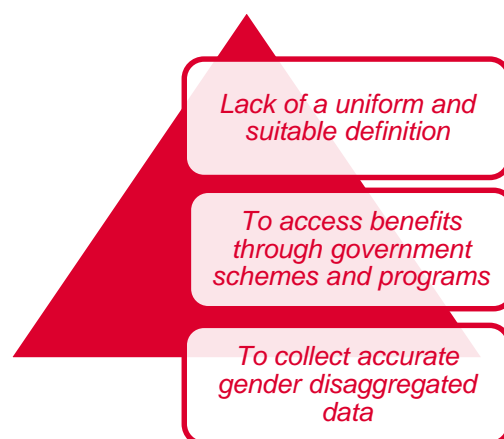 Lack of a uniform and
suitable definition
To access benefits
through government
schemes and programs
To collect accurate
gender disaggregated
data